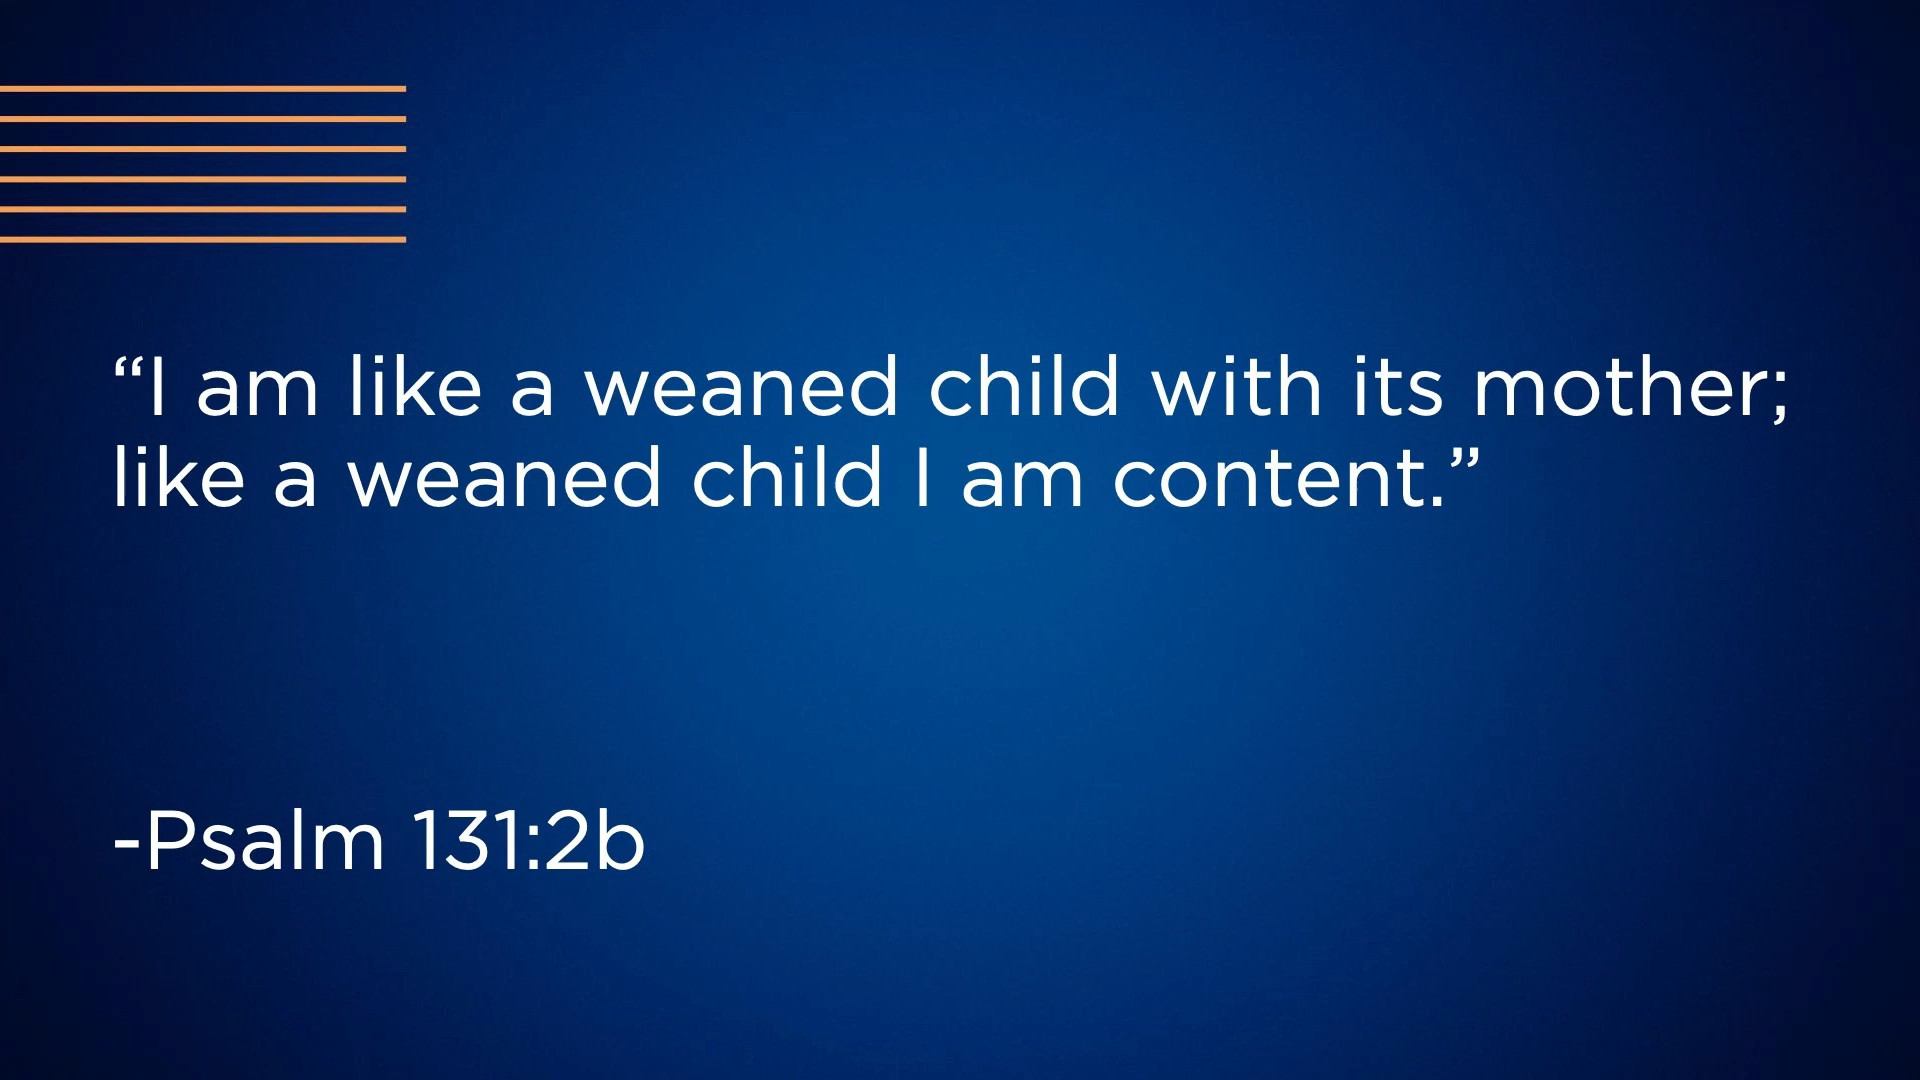 “I am like a weaned child with its mother;
like a weaned child I am content.”
-Psalm 131:2b